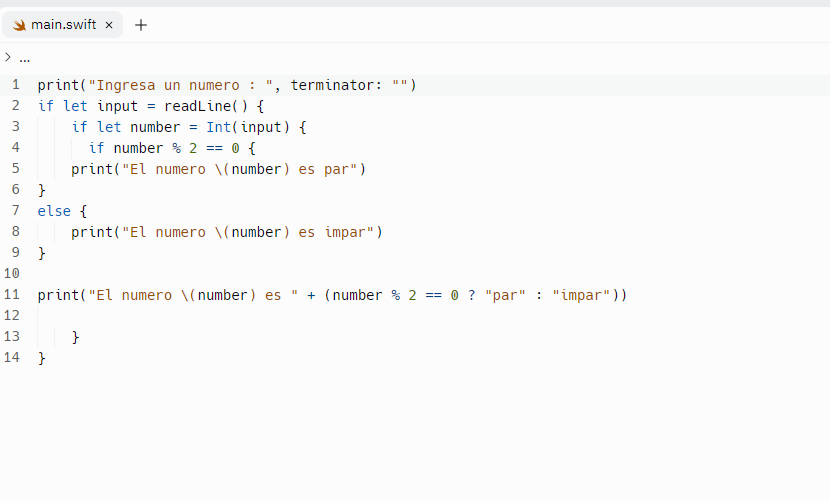 main.swift × +
> ...
1 print("Ingresa un numero : ", terminator: "")
2 if let input = readLine() {
3     if let number = Int(input) {
4       if number % 2 == 0 {
5     print("El numero \(number) es par")
6 }
7 else {
8     print("El numero \(number) es impar")
9 }
10
11 print("El numero \(number) es " + (number % 2 == 0 ? "par" : "impar"))
12
13     }
14 }